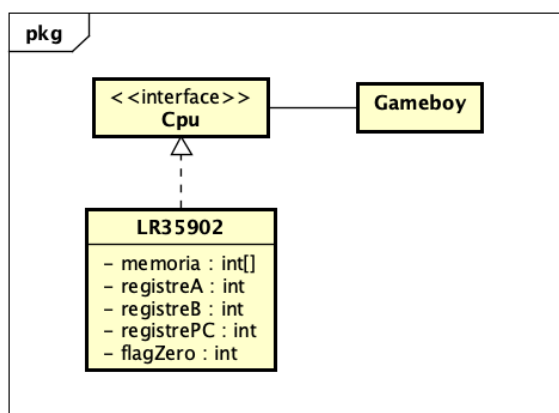 pkg
<<interface>>
Cpu
Gameboy
LR35902
- memoria : int[]
- registreA : int
- registreB : int
- registrePC : int
- flagZero : int